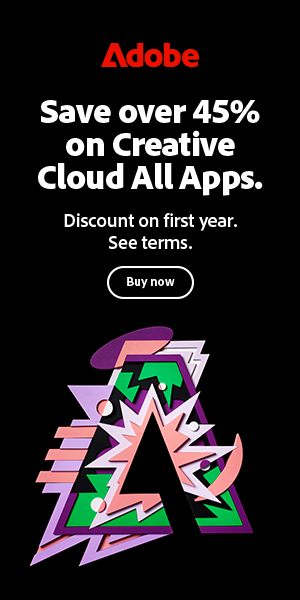 Adobe
Save over 45%
on Creative
Cloud All Apps.
Discount on first year.
See terms.
Buy now